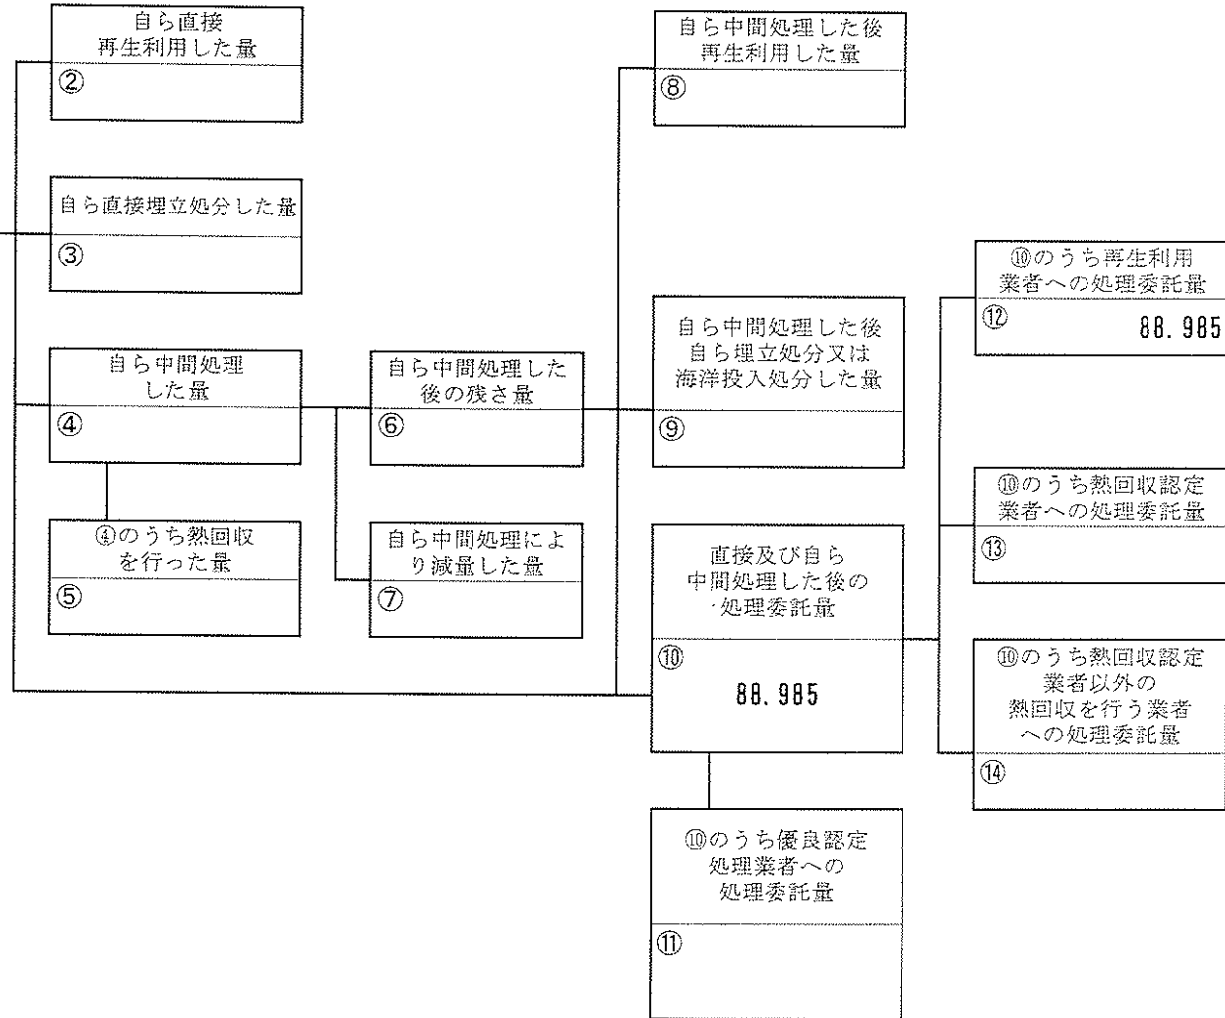 自ら直接
再生利用した量
②
自ら直接埋立処分した量
③
自ら中間処理
した量
④
④のうち熱回収
を行った量
⑤
自ら中間処理した
後の残さ量
⑥
自ら中間処理によ
り減量した量
⑦
自ら中間処理した後
再生利用した量
⑧
自ら中間処理した後
自ら埋立処分又は
海洋投入処分した量
⑨
直接及び自ら
中間処理した後の
処理委託量
⑩
88.985
⑩のうち優良認定
処理業者への
処理委託量
⑪
⑩のうち再生利用
業者への処理委託量
⑫ 88.985
⑩のうち熱回収認定
業者への処理委託量
⑬
⑩のうち熱回収認定
業者以外の
熱回収を行う業者
への処理委託量
⑭